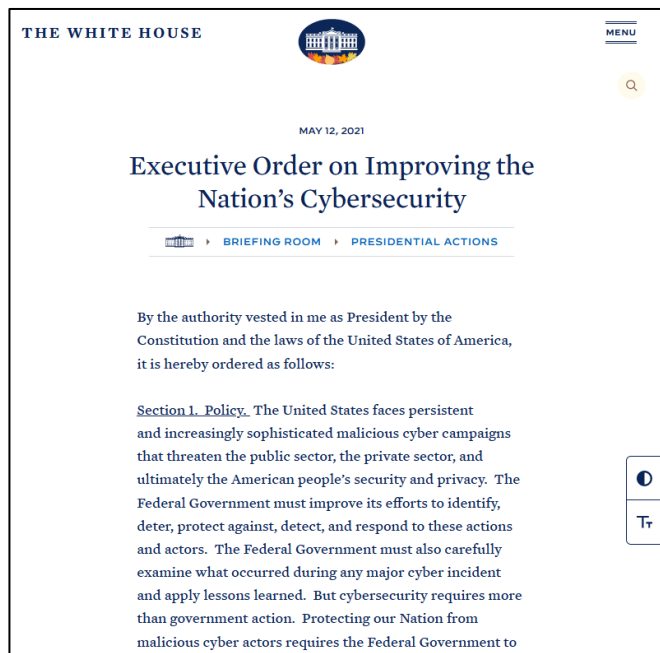 THE WHITE HOUSE
MENU
MAY 12, 2021
Executive Order on Improving the
Nation’s Cybersecurity
BRIEFING ROOM
PRESIDENTIAL ACTIONS
By the authority vested in me as President by the
Constitution and the laws of the United States of America,
it is hereby ordered as follows:
Section 1.  Policy.  The United States faces persistent
and increasingly sophisticated malicious cyber campaigns
that threaten the public sector, the private sector, and
ultimately the American people’s security and privacy.  The
Federal Government must improve its efforts to identify,
deter, protect against, detect, and respond to these actions
and actors.  The Federal Government must also carefully
examine what occurred during any major cyber incident
and apply lessons learned.  But cybersecurity requires more
than government action.  Protecting our Nation from
malicious cyber actors requires the Federal Government to
TT